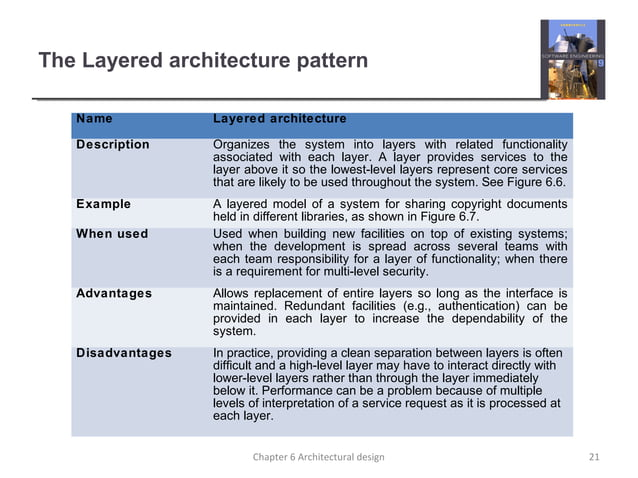 SOMMERVILLE
SOFTWARE ENGINEERING
9
The Layered architecture pattern
Name Layered architecture
Description Organizes the system into layers with related functionality
associated with each layer. A layer provides services to the
layer above it so the lowest-level layers represent core services
that are likely to be used throughout the system. See Figure 6.6.
Example A layered model of a system for sharing copyright documents
held in different libraries, as shown in Figure 6.7.
When used Used when building new facilities on top of existing systems;
when the development is spread across several teams with
each team responsibility for a layer of functionality; when there
is a requirement for multi-level security.
Advantages Allows replacement of entire layers so long as the interface is
maintained. Redundant facilities (e.g., authentication) can be
provided in each layer to increase the dependability of the
system.
Disadvantages In practice, providing a clean separation between layers is often
difficult and a high-level layer may have to interact directly with
lower-level layers rather than through the layer immediately
below it. Performance can be a problem because of multiple
levels of interpretation of a service request as it is processed at
each layer.
Chapter 6 Architectural design 21